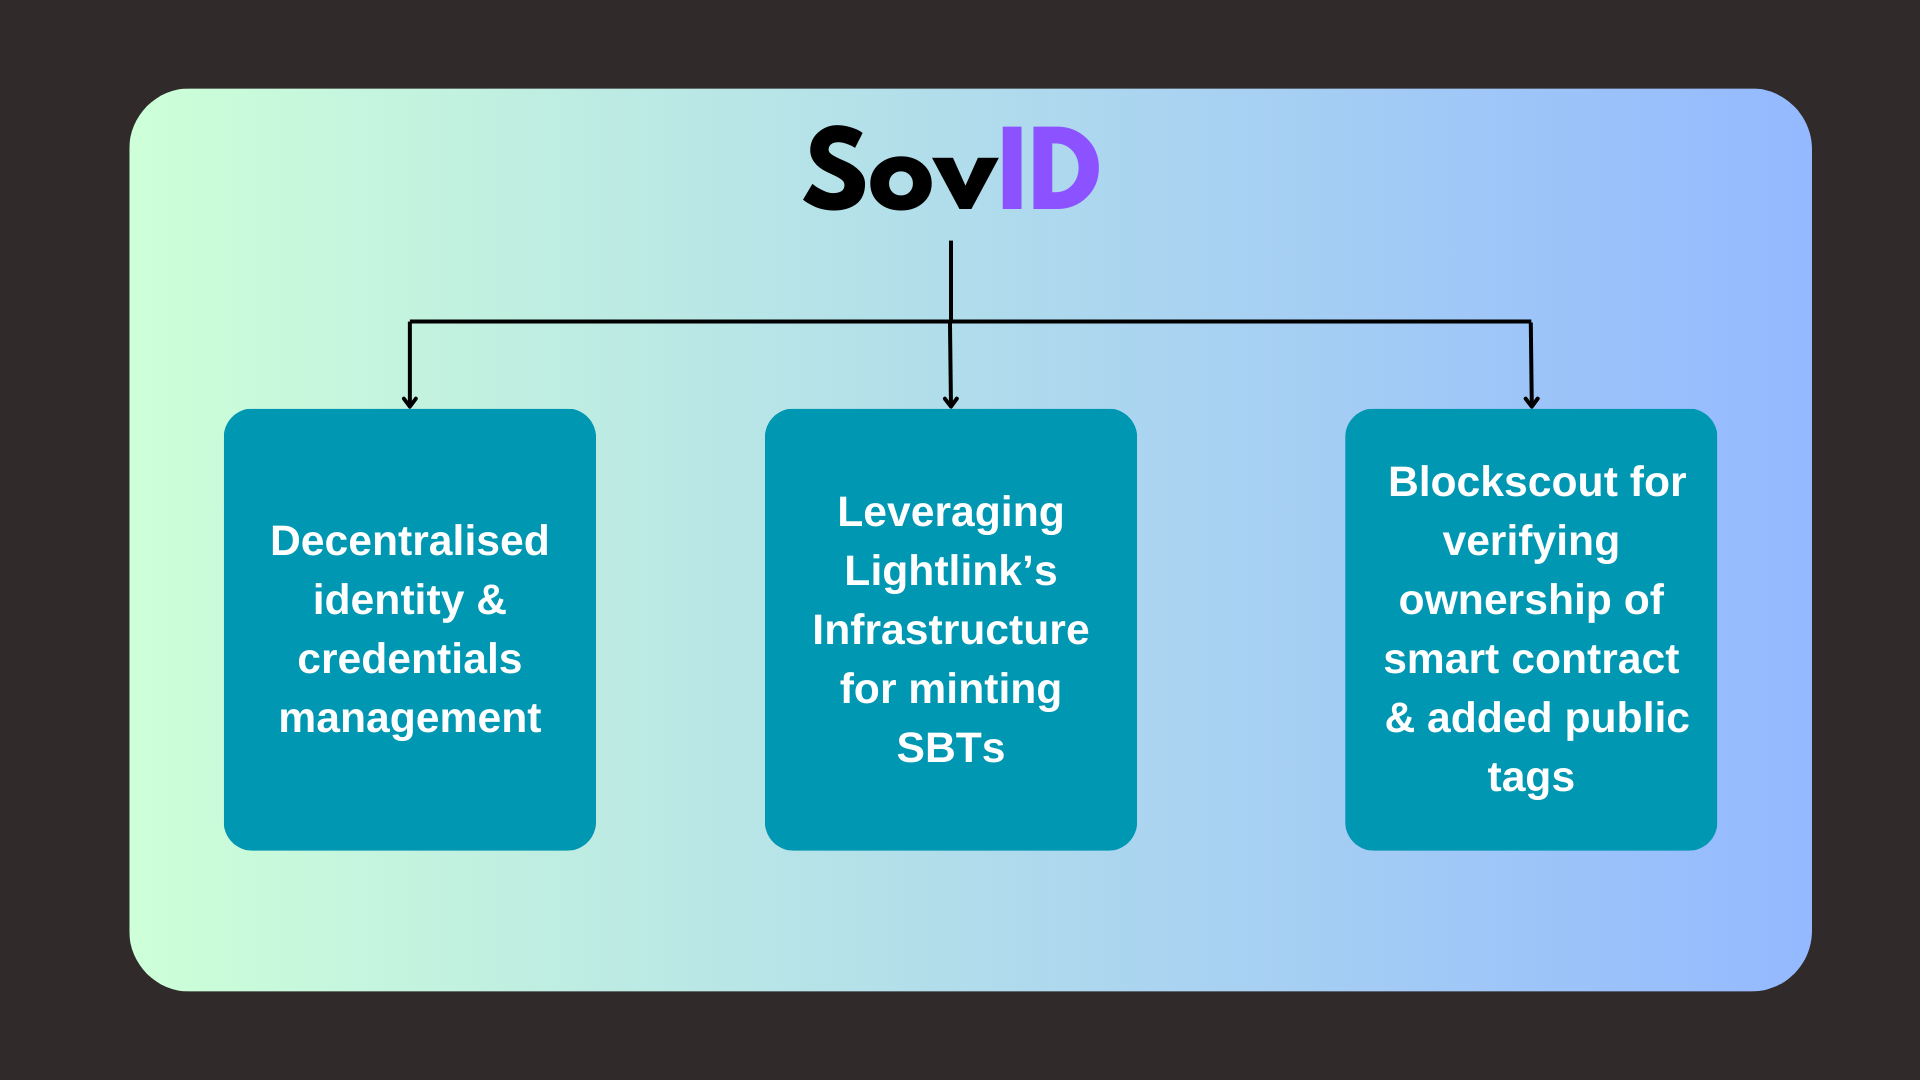 SovID
Decentralised
identity &
credentials
management
Leveraging
Lightlink’s
Infrastructure
for minting
SBTs
Blockscout for
verifying
ownership of
smart contract
& added public
tags